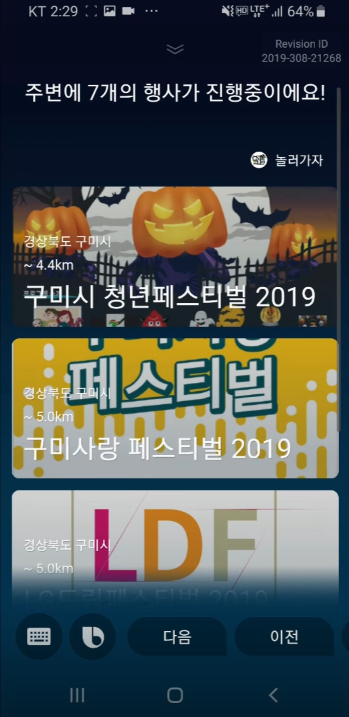 KT 2:29 ... LTE+ 64%
Revision ID
2019-308-21268
주변에 7개의 행사가 진행중이에요!
놀러가자
경상북도 구미시
~ 4.4km
구미시 청년페스티벌 2019
페스티벌
경상북도 구미시
~ 5.0km
구미사랑 페스티벌 2019
LDF
경상북도 구미시
~ 5.0km
다음
이전